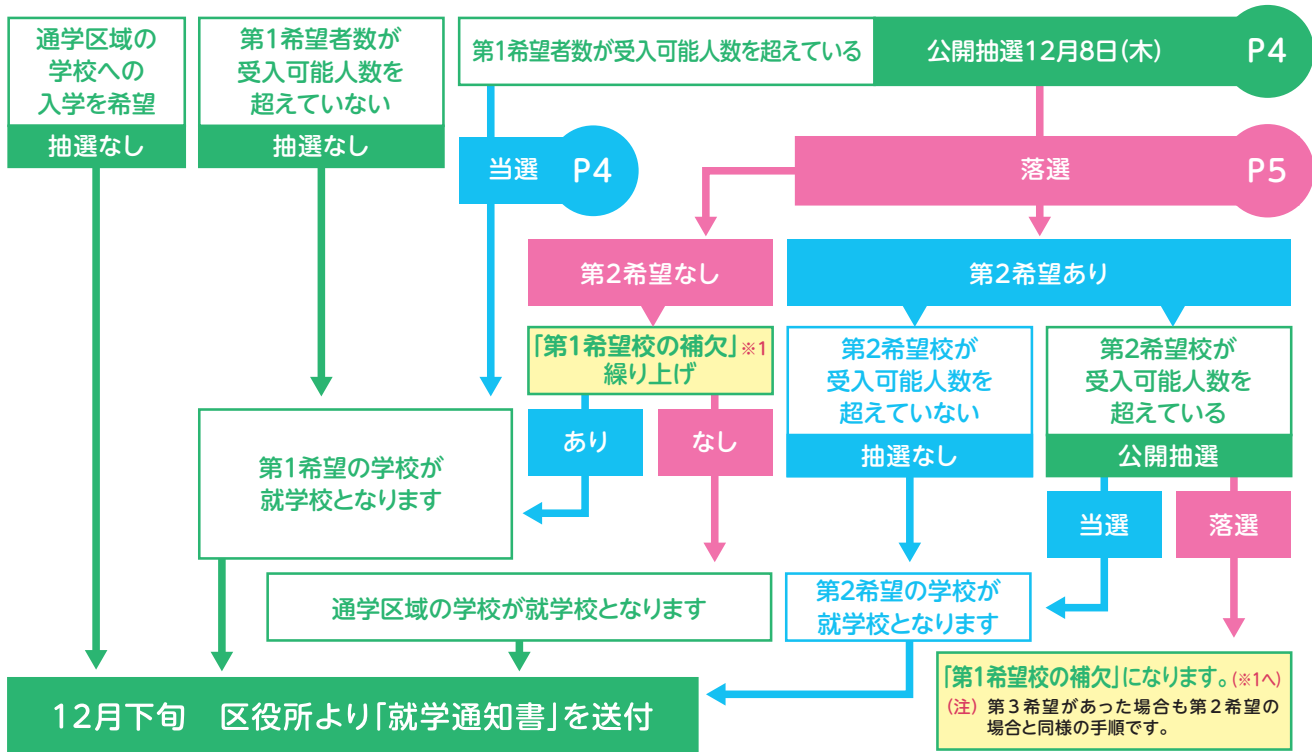 通学区域の
学校への
入学を希望
抽選なし
第1希望者数が
受入可能人数を
超えていない
抽選なし
第1希望者数が受入可能人数を超えている
公開抽選12月8日(木)
P4
当選
P4
落選
P5
第2希望なし
第2希望あり
「第1希望校の補欠」※1
繰り上げ
あり
なし
第2希望校が
受入可能人数を
超えていない
抽選なし
第2希望校が
受入可能人数を
超えている
公開抽選
当選
落選
第1希望の学校が
就学校となります
通学区域の学校が就学校となります
第2希望の学校が
就学校となります
12月下旬 区役所より「就学通知書」を送付
「第1希望校の補欠」になります。(※1へ)
(注) 第3希望があった場合も第2希望の
場合と同様の手順です。